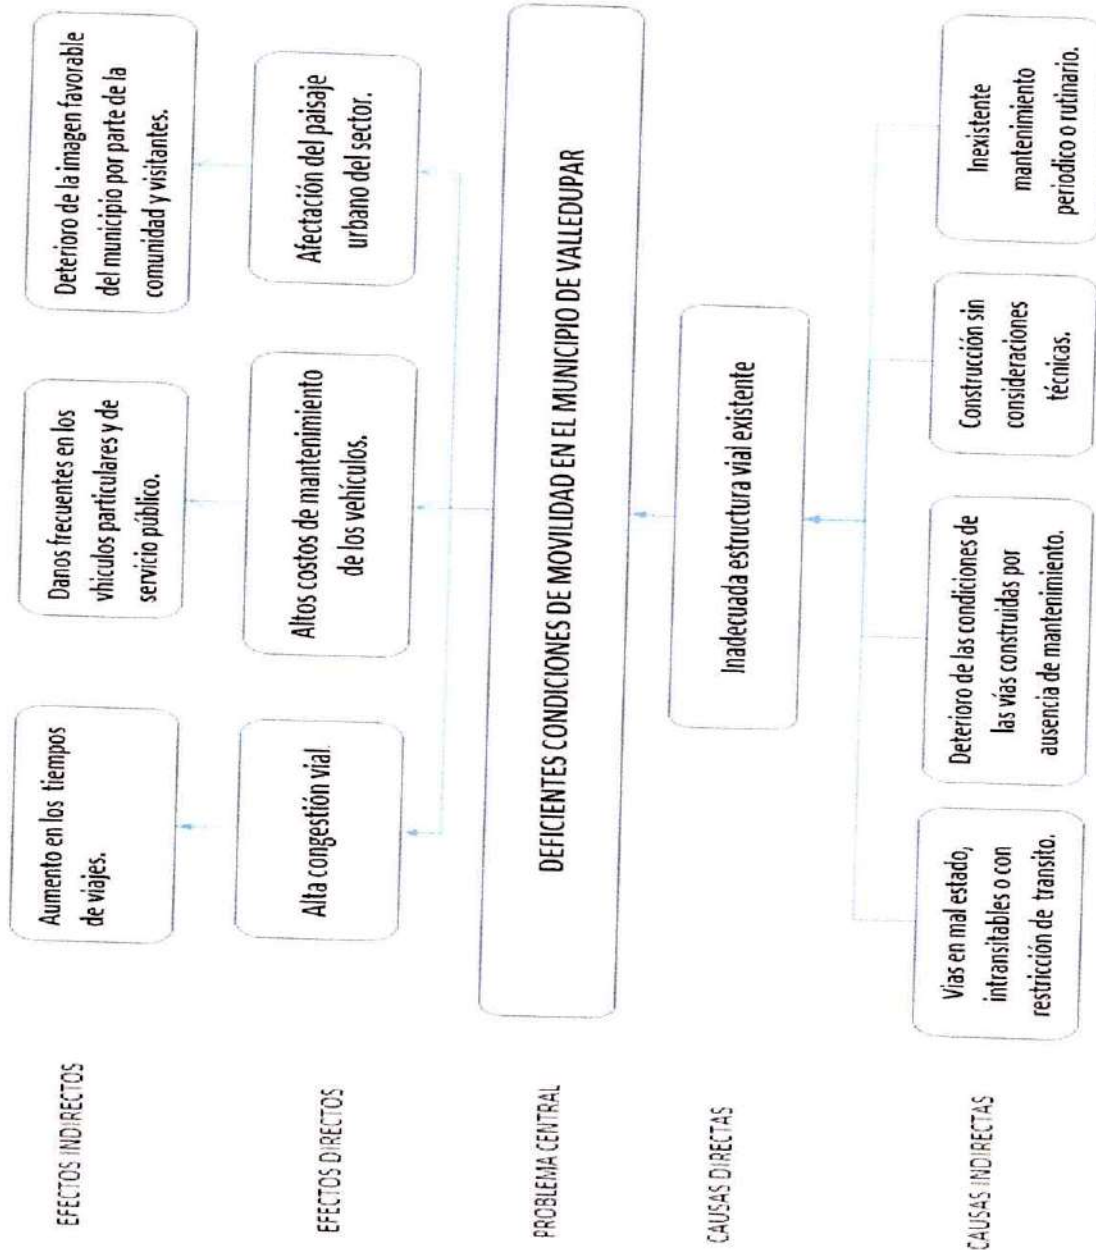 EFECTOS INDIRECTOS
Aumento en los tiempos
de viajes.
Danos frecuentes en los
vhiculos particulares y de
servicio público.
Deterioro de la imagen favorable
del municipio por parte de la
comunidad y visitantes.
EFECTOS DIRECTOS
Alta congestión vial.
Altos costos de mantenimiento
de los vehículos.
Afectación del paisaje
urbano del sector.
PROBLEMA CENTRAL
DEFICIENTES CONDICIONES DE MOVILIDAD EN EL MUNICIPIO DE VALLEDUPAR
CAUSAS DIRECTAS
Inadecuada estructura vial existente
CAUSAS INDIRECTAS
Vias en mal estado,
intransitables o con
restricción de transito.
Deterioro de las condiciones de
las vías construidas por
ausencia de mantenimiento.
Construcción sin
consideraciones
técnicas.
Inexistente
mantenimiento
periodico o rutinario.